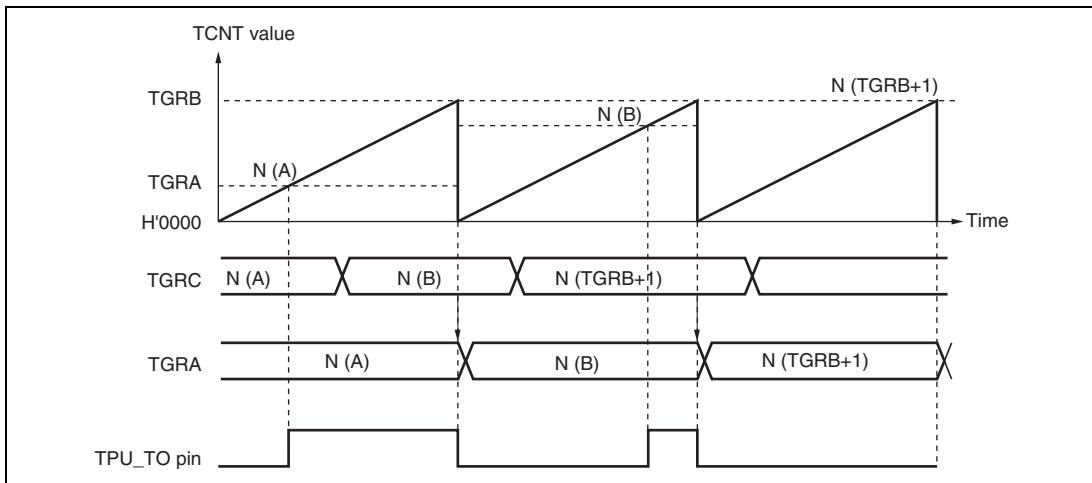 TCNT value
TGRB
N (TGRB+1)
N (B)
N (A)
TGRA
H'0000
Time
TGRC
N (A)
N (B)
N (TGRB+1)
TGRA
N (A)
N (B)
N (TGRB+1)
TPU_TO pin